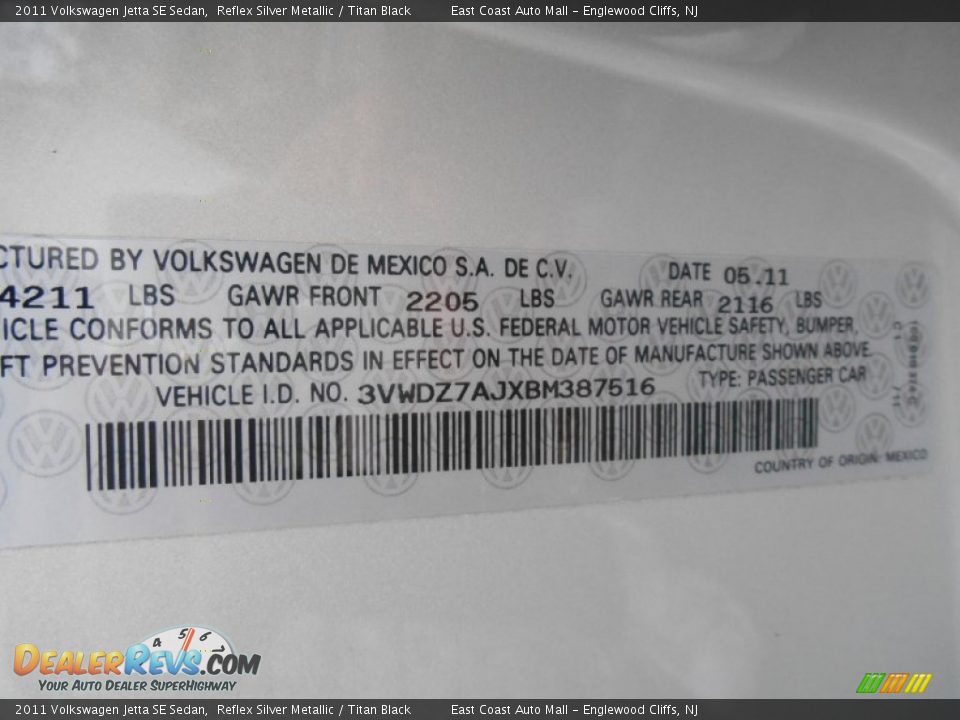 2011 Volkswagen Jetta SE Sedan, Reflex Silver Metallic / Titan Black East Coast Auto Mall – Englewood Cliffs, NJ
CTURED BY VOLKSWAGEN DE MEXICO S.A. DE C.V. DATE 05.11
4211 LBS GAWR FRONT 2205 LBS GAWR REAR 2116 LBS
ICLE CONFORMS TO ALL APPLICABLE U.S. FEDERAL MOTOR VEHICLE SAFETY, BUMPER,
FT PREVENTION STANDARDS IN EFFECT ON THE DATE OF MANUFACTURE SHOWN ABOVE.
VEHICLE I.D. NO. 3VWDZ7AJXBM387516 TYPE: PASSENGER CAR
COUNTRY OF ORIGIN: MEXICO
4 5 6 7
DEALERREVS.COM
YOUR AUTO DEALER SUPERHIGHWAY
2011 Volkswagen Jetta SE Sedan, Reflex Silver Metallic / Titan Black East Coast Auto Mall – Englewood Cliffs, NJ